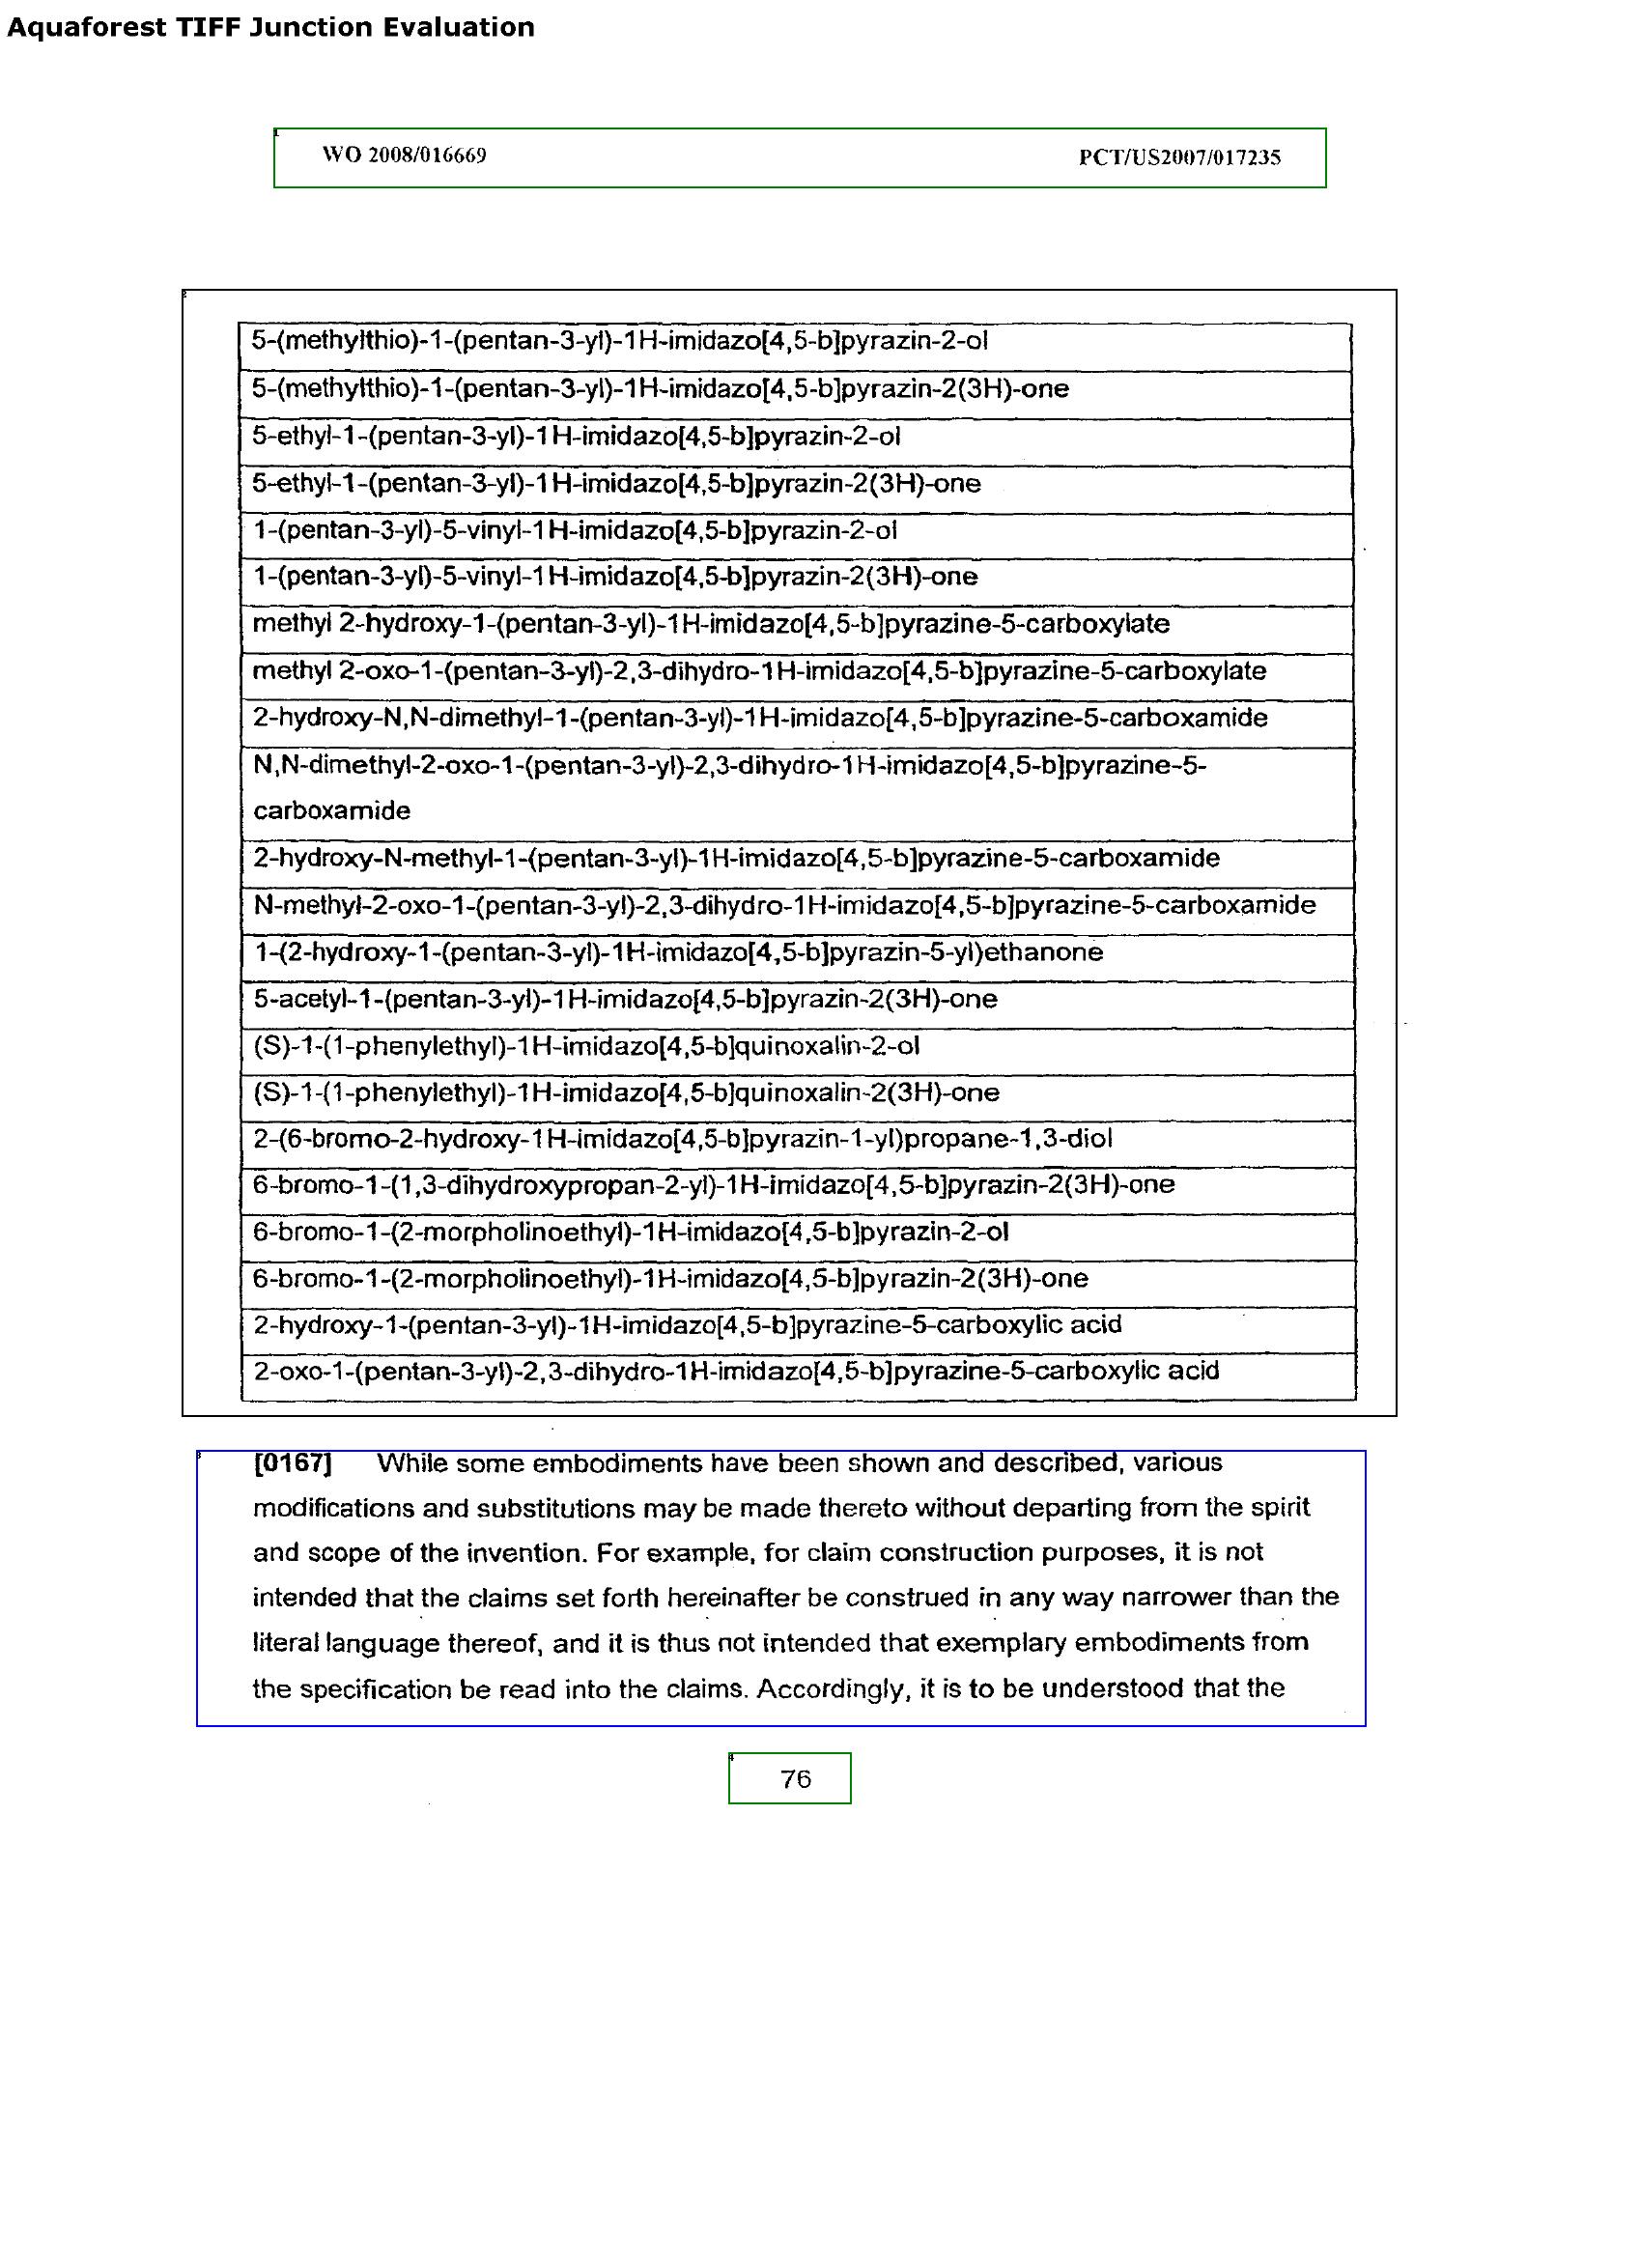 Aquaforest TIFF Junction Evaluation
WO 2008/016669 PCT/US2007/017235
5-(methylthio)-1-(pentan-3-yl)-1H-imidazo[4,5-b]pyrazin-2-ol
5-(methylthio)-1-(pentan-3-yl)-1H-imidazo[4,5-b]pyrazin-2(3H)-one
5-ethyl-1-(pentan-3-yl)-1H-imidazo[4,5-b]pyrazin-2-ol
5-ethyl-1-(pentan-3-yl)-1H-imidazo[4,5-b]pyrazin-2(3H)-one
1-(pentan-3-yl)-5-vinyl-1H-imidazo[4,5-b]pyrazin-2-ol
1-(pentan-3-yl)-5-vinyl-1H-imidazo[4,5-b]pyrazin-2(3H)-one
methyl 2-hydroxy-1-(pentan-3-yl)-1H-imidazo[4,5-b]pyrazine-5-carboxylate
methyl 2-oxo-1-(pentan-3-yl)-2,3-dihydro-1H-imidazo[4,5-b]pyrazine-5-carboxylate
2-hydroxy-N,N-dimethyl-1-(pentan-3-yl)-1H-imidazo[4,5-b]pyrazine-5-carboxamide
N,N-dimethyl-2-oxo-1-(pentan-3-yl)-2,3-dihydro-1H-imidazo[4,5-b]pyrazine-5-
carboxamide
2-hydroxy-N-methyl-1-(pentan-3-yl)-1H-imidazo[4,5-b]pyrazine-5-carboxamide
N-methyl-2-oxo-1-(pentan-3-yl)-2,3-dihydro-1H-imidazo[4,5-b]pyrazine-5-carboxamide
1-(2-hydroxy-1-(pentan-3-yl)-1H-imidazo[4,5-b]pyrazin-5-yl)ethanone
5-acetyl-1-(pentan-3-yl)-1H-imidazo[4,5-b]pyrazin-2(3H)-one
(S)-1-(1-phenylethyl)-1H-imidazo[4,5-b]quinoxalin-2-ol
(S)-1-(1-phenylethyl)-1H-imidazo[4,5-b]quinoxalin-2(3H)-one
2-(6-bromo-2-hydroxy-1H-imidazo[4,5-b]pyrazin-1-yl)propane-1,3-diol
6-bromo-1-(1,3-dihydroxypropan-2-yl)-1H-imidazo[4,5-b]pyrazin-2(3H)-one
6-bromo-1-(2-morpholinoethyl)-1H-imidazo[4,5-b]pyrazin-2-ol
6-bromo-1-(2-morpholinoethyl)-1H-imidazo[4,5-b]pyrazin-2(3H)-one
2-hydroxy-1-(pentan-3-yl)-1H-imidazo[4,5-b]pyrazine-5-carboxylic acid
2-oxo-1-(pentan-3-yl)-2,3-dihydro-1H-imidazo[4,5-b]pyrazine-5-carboxylic acid
[0167] While some embodiments have been shown and described, various
modifications and substitutions may be made thereto without departing from the spirit
and scope of the invention. For example, for claim construction purposes, it is not
intended that the claims set forth hereinafter be construed in any way narrower than the
literal language thereof, and it is thus not intended that exemplary embodiments from
the specification be read into the claims. Accordingly, it is to be understood that the
76